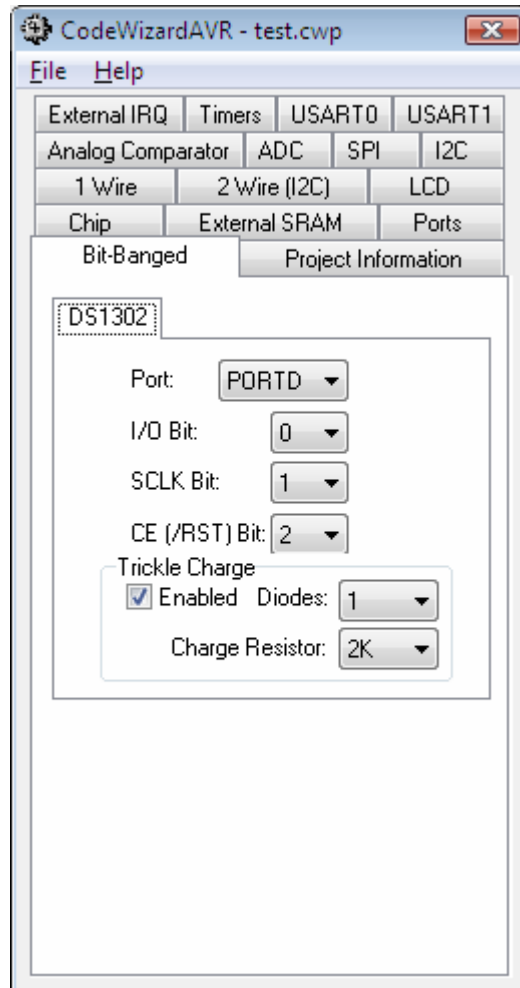 CodeWizardAVR - test.cwp
File Help
External IRQ Timers USART0 USART1
Analog Comparator ADC SPI I2C
1 Wire 2 Wire (I2C) LCD
Chip External SRAM Ports
Bit-Banged Project Information
DS1302
Port: PORTD
I/O Bit: 0
SCLK Bit: 1
CE (/RST) Bit: 2
Trickle Charge
Enabled Diodes: 1
Charge Resistor: 2K